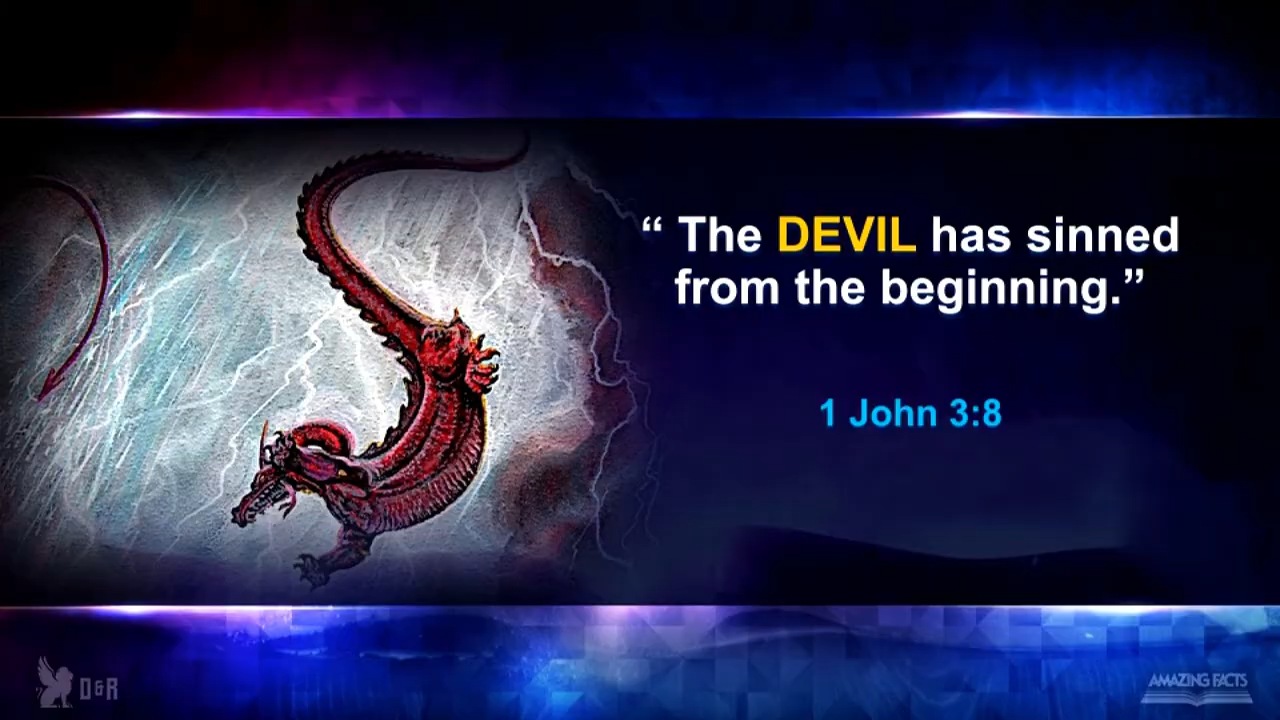 “ The DEVIL has sinned
from the beginning.”
1 John 3:8
D&R
AMAZING FACTS